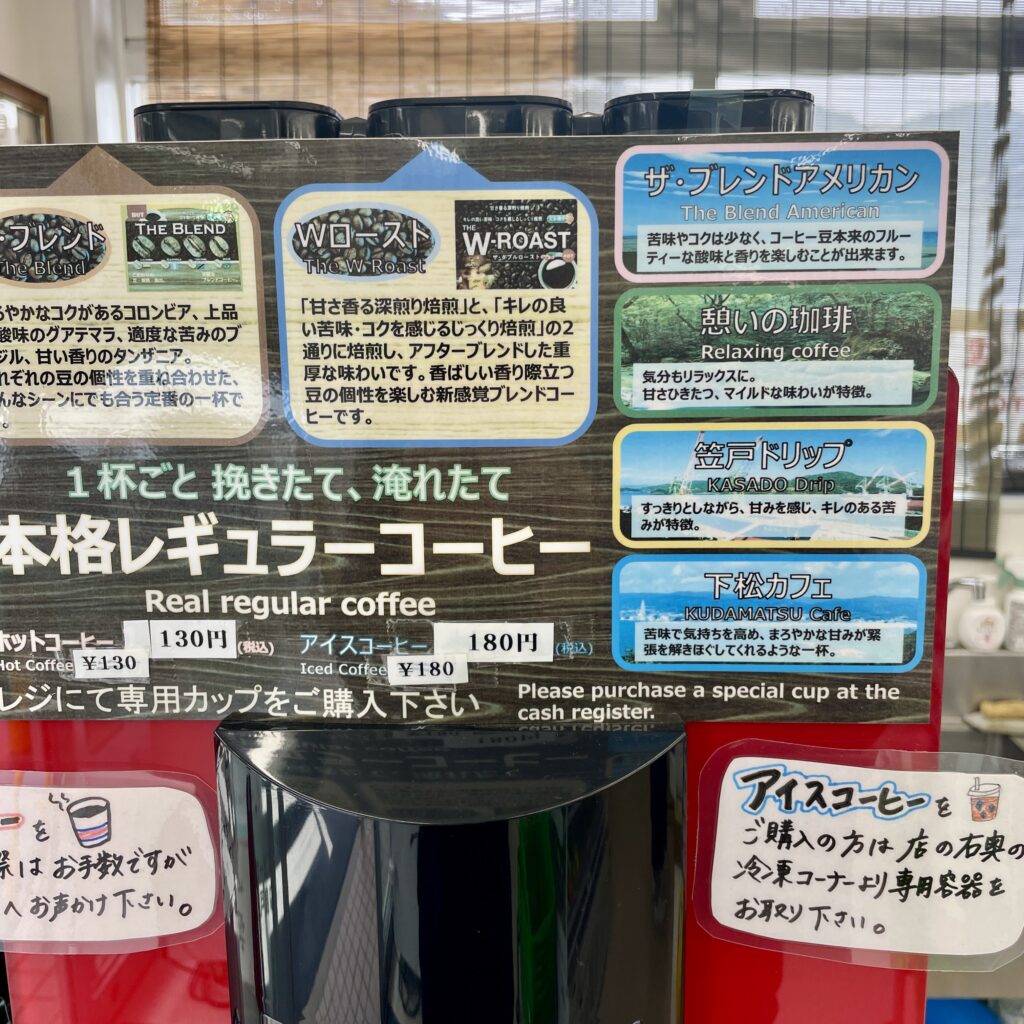 ・ブレンド
The Blend
HOT
THE BLEND
ろやかなコクがあるコロンビア、上品
酸味のグアテマラ、適度な苦みのブ
ジル、甘い香りのタンザニア。
れぞれの豆の個性を重ね合わせた、
んなシーンにでも合う定番の一杯で
。
Wロースト
The W Roast
THE
W-ROAST
ザ・ダブルロースト
「甘さ香る深煎り焙煎」と、「キレの良
い苦味・コクを感じるじっくり焙煎」の2
通りに焙煎し、アフターブレンドした重
厚な味わいです。香ばしい香り際立つ
豆の個性を楽しむ新感覚ブレンドコー
ヒーです。
ザ・ブレンドアメリカン
The Blend American
苦味やコクは少なく、コーヒー豆本来のフルー
ティーな酸味と香りを楽しむことが出来ます。
憩いの珈琲
Relaxing coffee
気分もリラックスに。
甘さひきたつ、マイルドな味わいが特徴。
笠戸ドリップ
KASADO Drip
すっきりとしながら、甘みを感じ、キレのある苦
みが特徴。
下松カフェ
KUDAMATSU Cafe
苦味で気持ちを高め、まろやかな甘みが緊
張を解きほぐしてくれるような一杯。
1杯ごと 挽きたて、淹れたて
本格レギュラーコーヒー
Real regular coffee
ホットコーヒー 130円 (税込)
Hot Coffee ¥130
アイスコーヒー 180円 (税込)
Iced Coffee ¥180
レジにて専用カップをご購入下さい
Please purchase a special cup at the
cash register.
ーを
際はお手数ですが
へお声かけ下さい。
アイスコーヒーを
ご購入の方は店の右奥の
冷凍コーナーより専用容器を
お取り下さい。